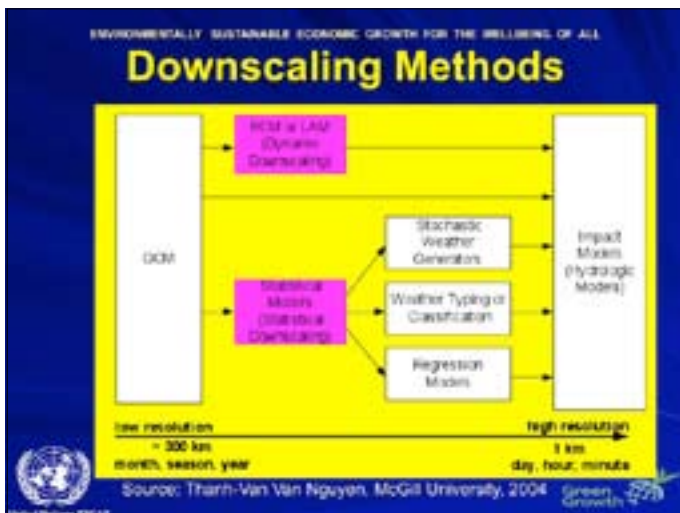 ENVIRONMENTALLY SUSTAINABLE ECONOMIC GROWTH FOR THE WELLBEING OF ALL
Downscaling Methods
GCM
RCM or LAM
(Dynamic
Downscaling)
Statistical
Models
(Statistical
Downscaling)
Stochastic
Weather
Generators
Weather Typing or
Classification
Regression
Models
Impact
Models
(Hydrologic
Models)
low resolution
300 km
month, season, year
high resolution
1 km
day, hour, minute
Source: Thanh-Van Van Nguyen, McGill University, 2004
Green
Growth